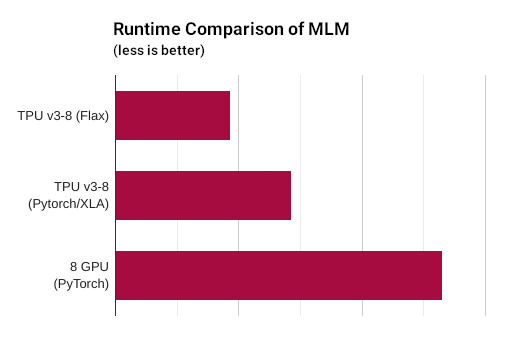 Runtime Comparison of MLM
(less is better)
TPU v3-8 (Flax)
TPU v3-8
(Pytorch/XLA)
8 GPU
(PyTorch)